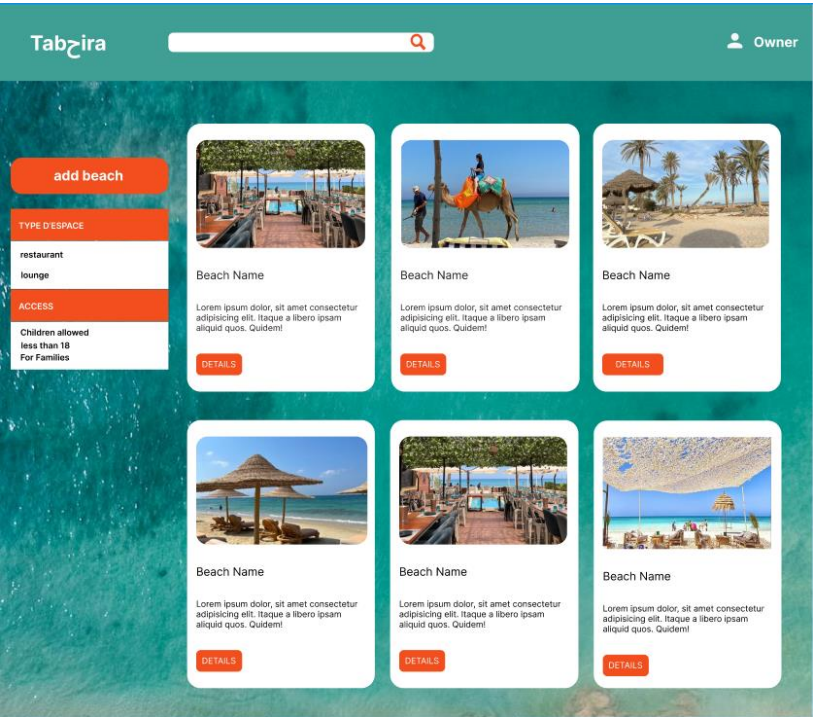 Tabحira
Owner
add beach
TYPE D'ESPACE
restaurant
lounge
ACCESS
Children allowed
less than 18
For Families
Beach Name
Lorem ipsum dolor, sit amet consectetur
adipisicing elit. Itaque a libero ipsam
aliquid quos. Quidem!
DETAILS
Beach Name
Lorem ipsum dolor, sit amet consectetur
adipisicing elit. Itaque a libero ipsam
aliquid quos. Quidem!
DETAILS
Beach Name
Lorem ipsum dolor, sit amet consectetur
adipisicing elit. Itaque a libero ipsam
aliquid quos. Quidem!
DETAILS
Beach Name
Lorem ipsum dolor, sit amet consectetur
adipisicing elit. Itaque a libero ipsam
aliquid quos. Quidem!
DETAILS
Beach Name
Lorem ipsum dolor, sit amet consectetur
adipisicing elit. Itaque a libero ipsam
aliquid quos. Quidem!
DETAILS
Beach Name
Lorem ipsum dolor, sit amet consectetur
adipisicing elit. Itaque a libero ipsam
aliquid quos. Quidem!
DETAILS